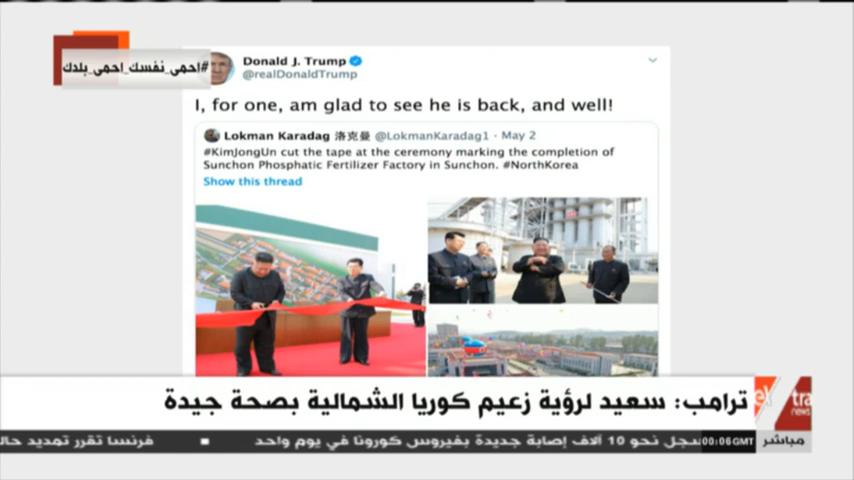 #احمى_نفسك_احمى_بلدك
Donald J. Trump
@realDonaldTrump
I, for one, am glad to see he is back, and well!
Lokman Karadag 洛克曼 @LokmanKaradag1 · May 2
#KimJongUn cut the tape at the ceremony marking the completion of
Sunchon Phosphatic Fertilizer Factory in Sunchon. #NorthKorea
Show this thread
ترامب: سعيد لرؤية زعيم كوريا الشمالية بصحة جيدة
news
مباشر
00:06GMT
سجل نحو 10 آلاف إصابة جديدة بفيروس كورونا في يوم واحد ■ فرنسا تقرر تمديد